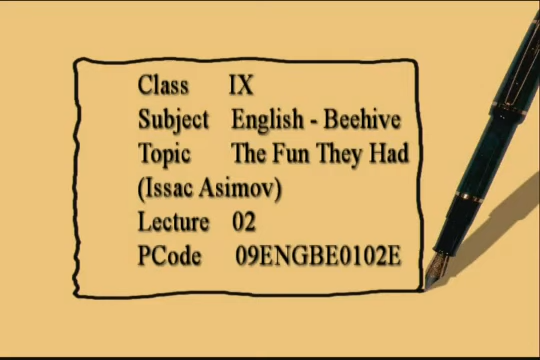 Class IX
Subject English - Beehive
Topic The Fun They Had
(Issac Asimov)
Lecture 02
PCode 09ENGBE0102E